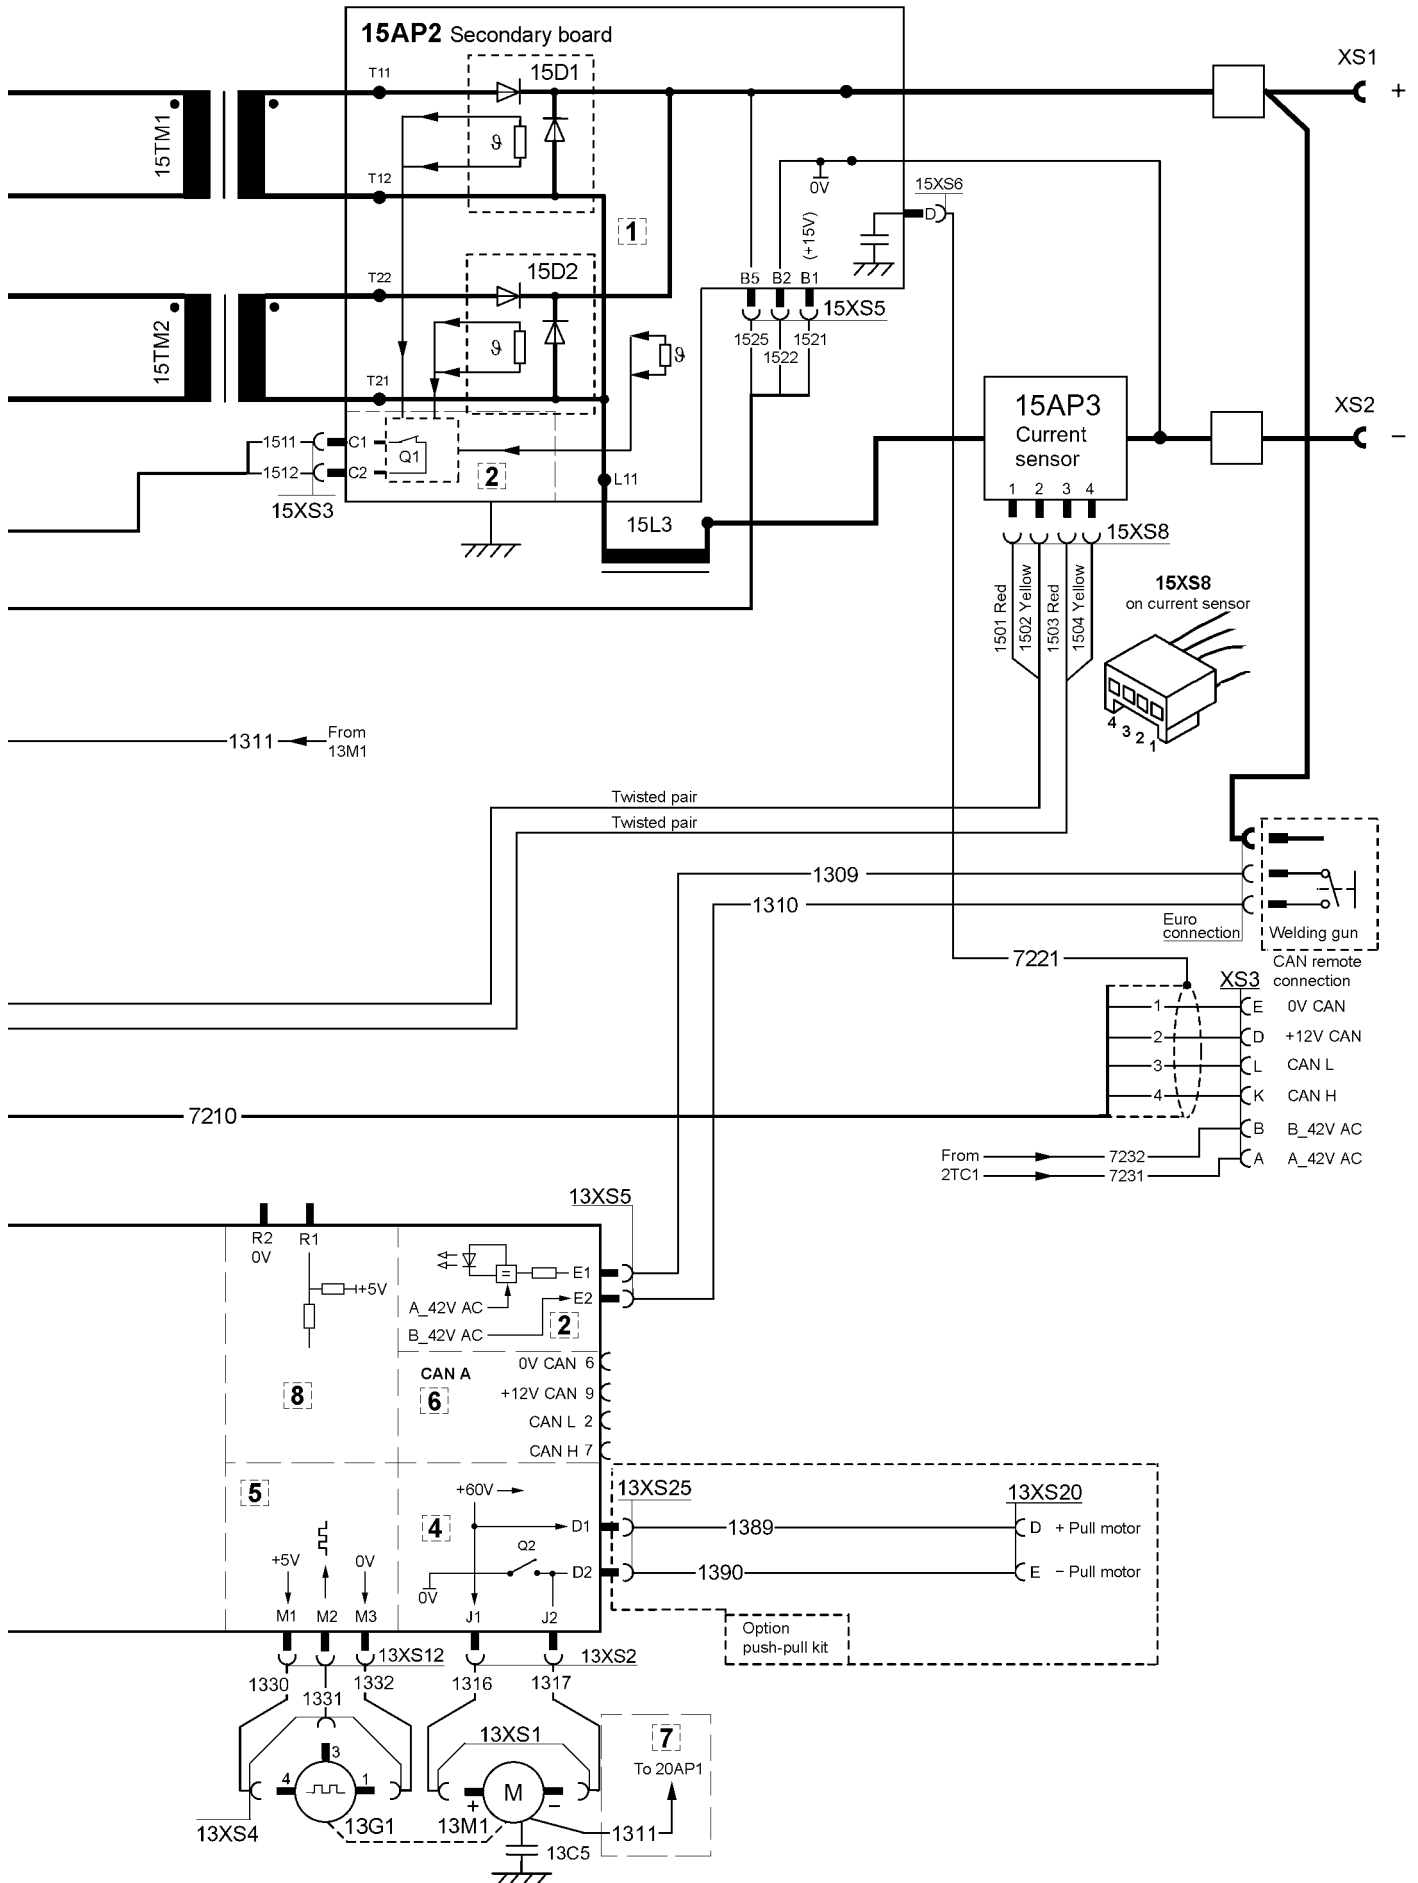 15AP2 Secondary board
XS1
+
T11
15D1
15TM1
ϑ
T12
0V
15XS6
D
(+15V)
1
T22
15D2
B5 B2 B1
15XS5
15TM2
ϑ
ϑ
1525 1522 1521
T21
15AP3
Current
sensor
XS2
−
1511 C1
Q1
1512 C2
2
L11
15XS3
1 2 3 4
15L3
15XS8
1501 Red
1502 Yellow
1503 Red
1504 Yellow
15XS8
on current sensor
4 3 2 1
1311
From
13M1
Twisted pair
Twisted pair
1309
1310
Euro
connection
Welding gun
7221
CAN remote
connection
XS3
1 E 0V CAN
2 D +12V CAN
3 L CAN L
4 K CAN H
7210
B B_42V AC
From 7232
A A_42V AC
2TC1 7231
13XS5
R2 R1
0V
+5V
=
E1
A_42V AC
E2
B_42V AC
2
0V CAN 6
CAN A
+12V CAN 9
8
6
CAN L 2
CAN H 7
5
+60V
13XS25
13XS20
4
D1
1389
D + Pull motor
+5V
0V
Q2
D2
1390
E − Pull motor
0V
M1 M2 M3
J1 J2
Option
push-pull kit
13XS12
13XS2
1330 1331 1332
1316 1317
13XS1
7
3
To 20AP1
4 1
M
+ −
13XS4
13G1
13M1
1311
13C5